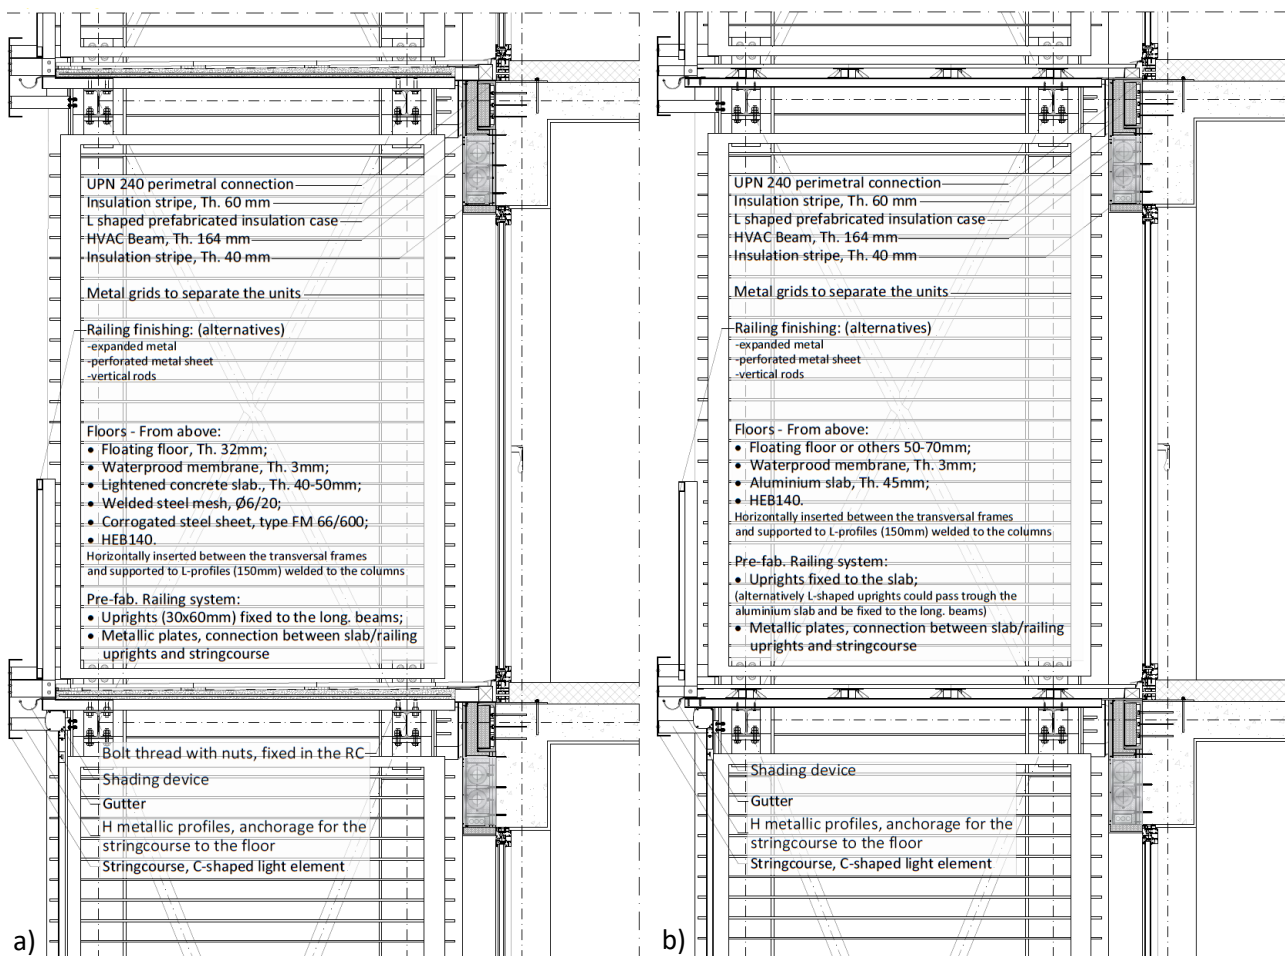 UPN 240 perimetral connection
Insulation stripe, Th. 60 mm
L shaped prefabricated insulation case
HVAC Beam, Th. 164 mm
Insulation stripe, Th. 40 mm
Metal grids to separate the units
Railing finishing: (alternatives)
-expanded metal
-perforated metal sheet
-vertical rods
Floors - From above:
• Floating floor, Th. 32mm;
• Waterprood membrane, Th. 3mm;
• Lightened concrete slab., Th. 40-50mm;
• Welded steel mesh, Ø6/20;
• Corrogated steel sheet, type FM 66/600;
• HEB140.
Horizontally inserted between the transversal frames
and supported to L-profiles (150mm) welded to the columns
Pre-fab. Railing system:
• Uprights (30x60mm) fixed to the long. beams;
• Metallic plates, connection between slab/railing
uprights and stringcourse
Bolt thread with nuts, fixed in the RC
Shading device
Gutter
H metallic profiles, anchorage for the
stringcourse to the floor
Stringcourse, C-shaped light element
a)
UPN 240 perimetral connection
Insulation stripe, Th. 60 mm
L shaped prefabricated insulation case
HVAC Beam, Th. 164 mm
Insulation stripe, Th. 40 mm
Metal grids to separate the units
Railing finishing: (alternatives)
-expanded metal
-perforated metal sheet
-vertical rods
Floors - From above:
• Floating floor or others 50-70mm;
• Waterprood membrane, Th. 3mm;
• Aluminium slab, Th. 45mm;
• HEB140.
Horizontally inserted between the transversal frames
and supported to L-profiles (150mm) welded to the columns
Pre-fab. Railing system:
• Uprights fixed to the slab;
(alternatively L-shaped uprights could pass trough the
aluminium slab and be fixed to the long. beams)
• Metallic plates, connection between slab/railing
uprights and stringcourse
Shading device
Gutter
H metallic profiles, anchorage for the
stringcourse to the floor
Stringcourse, C-shaped light element
b)